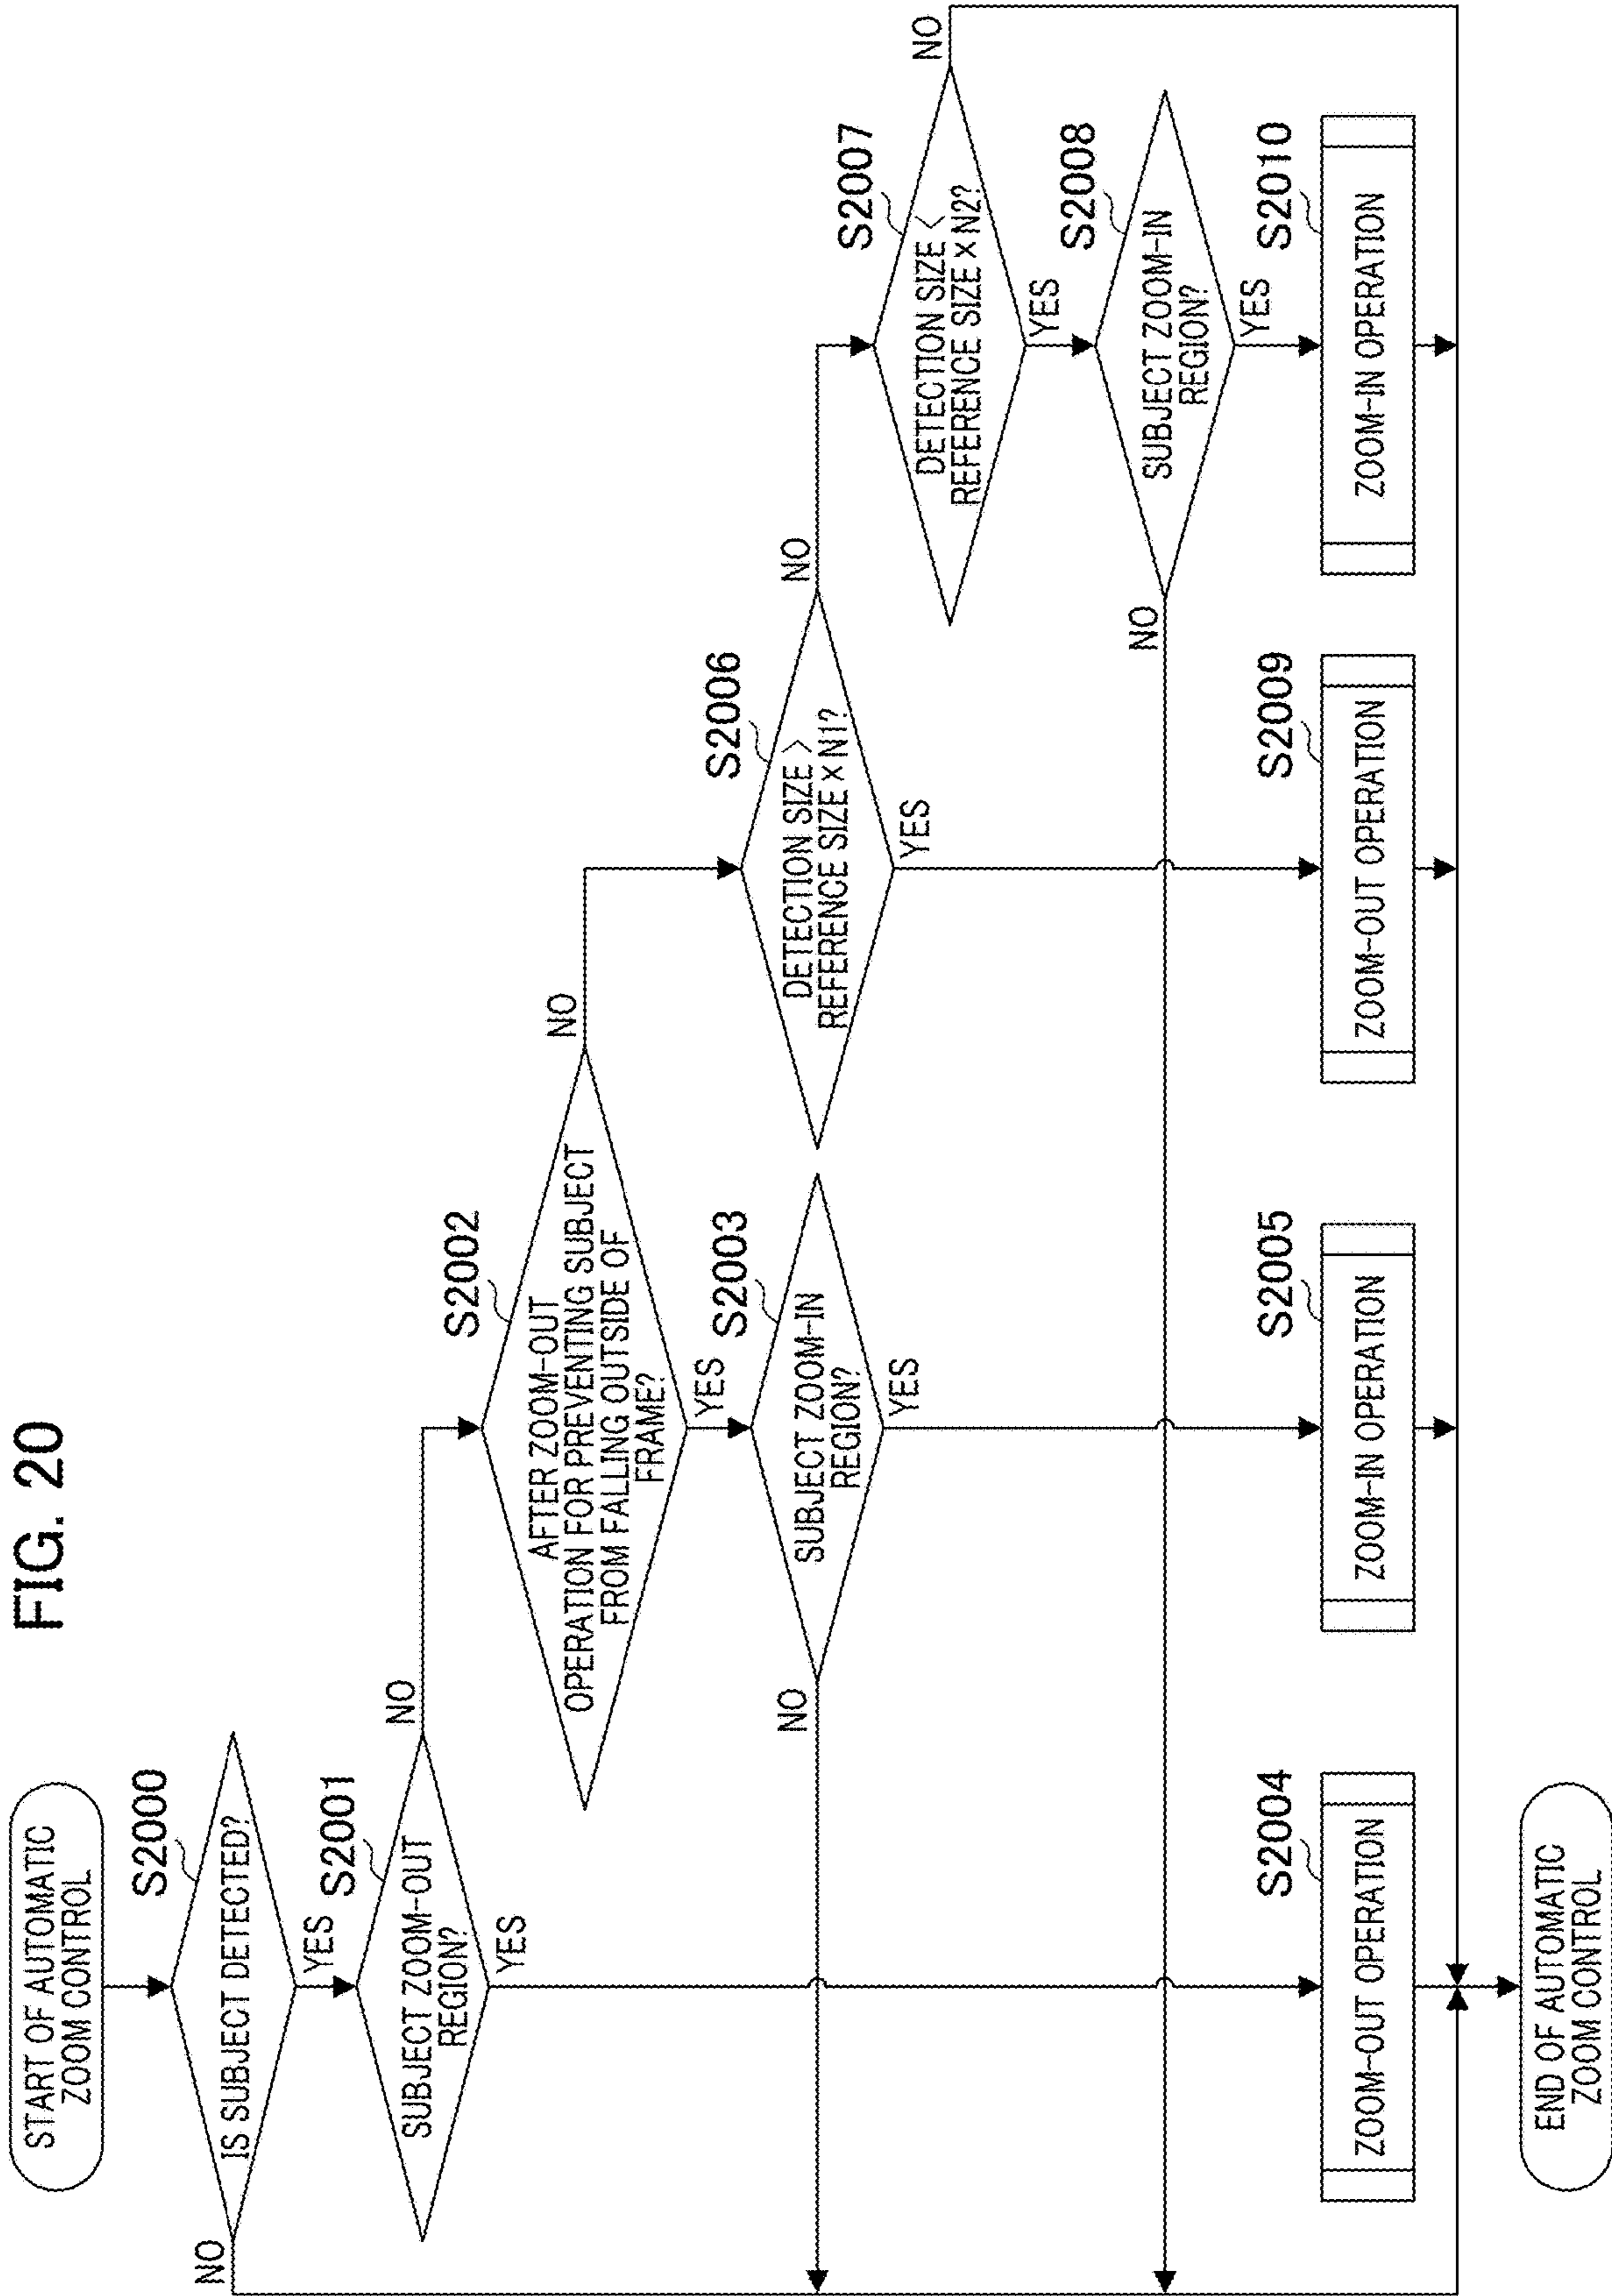 FIG. 20
START OF AUTOMATIC
ZOOM CONTROL
S2000
IS SUBJECT DETECTED?
NO
YES
S2001
SUBJECT ZOOM-OUT
REGION?
NO
YES
S2002
AFTER ZOOM-OUT
OPERATION FOR PREVENTING SUBJECT
FROM FALLING OUTSIDE OF
FRAME?
NO
YES
S2003
SUBJECT ZOOM-IN
REGION?
NO
YES
S2006
DETECTION SIZE >
REFERENCE SIZE × N1?
NO
YES
S2007
DETECTION SIZE <
REFERENCE SIZE × N2?
NO
YES
S2008
SUBJECT ZOOM-IN
REGION?
NO
YES
S2004
ZOOM-OUT OPERATION
S2005
ZOOM-IN OPERATION
S2009
ZOOM-OUT OPERATION
S2010
ZOOM-IN OPERATION
END OF AUTOMATIC
ZOOM CONTROL